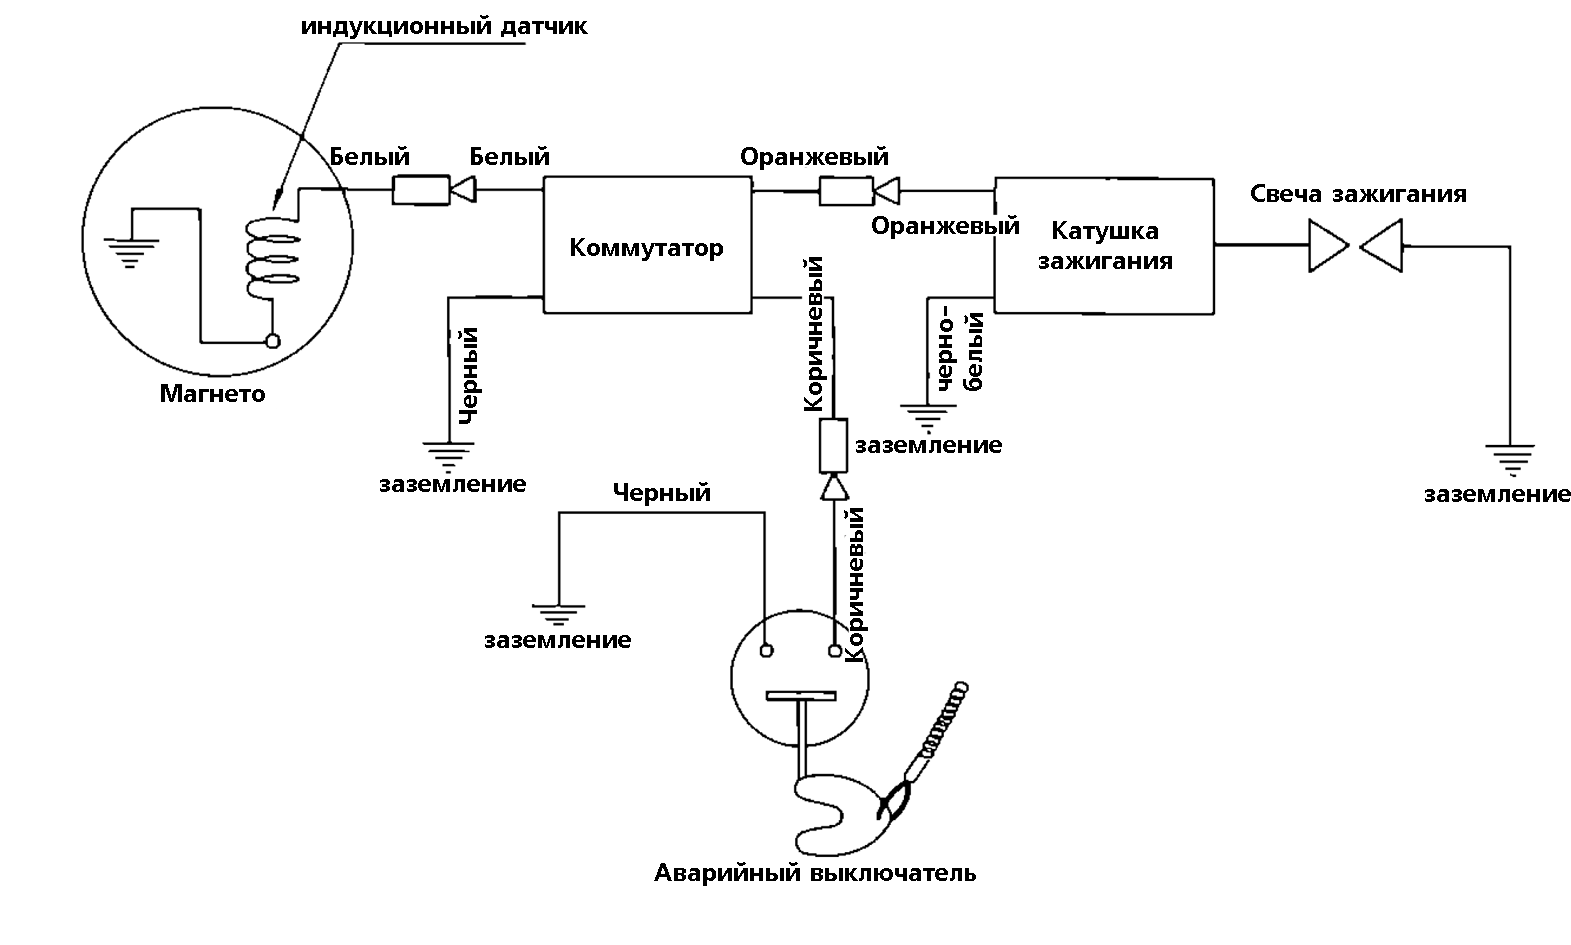 индукционный датчик
Белый
Белый
Оранжевый
Свеча зажигания
Оранжевый
Коммутатор
Катушка
зажигания
Коричневый
черно-
белый
Черный
Магнето
заземление
заземление
заземление
Черный
Коричневый
заземление
Аварийный выключатель